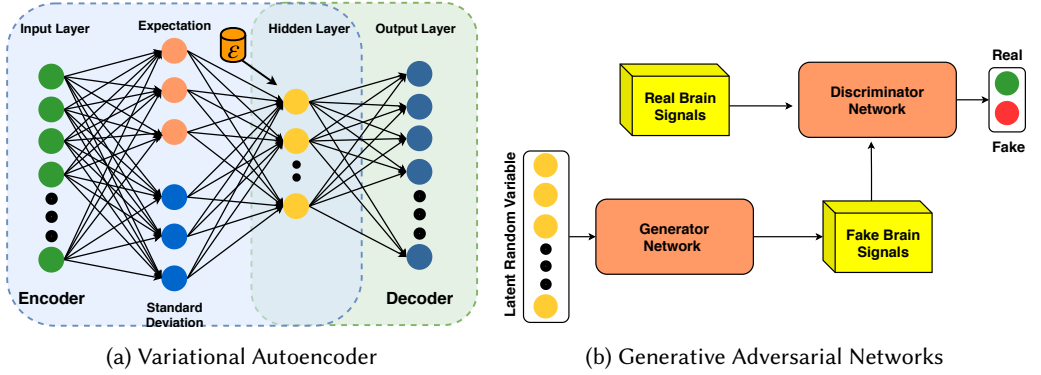 Input Layer
Expectation
Hidden Layer
Output Layer
ε
Encoder
Standard
Deviation
Decoder
(a) Variational Autoencoder
Real Brain
Signals
Discriminator
Network
Real
Fake
Latent Random Variable
Generator
Network
Fake Brain
Signals
(b) Generative Adversarial Networks